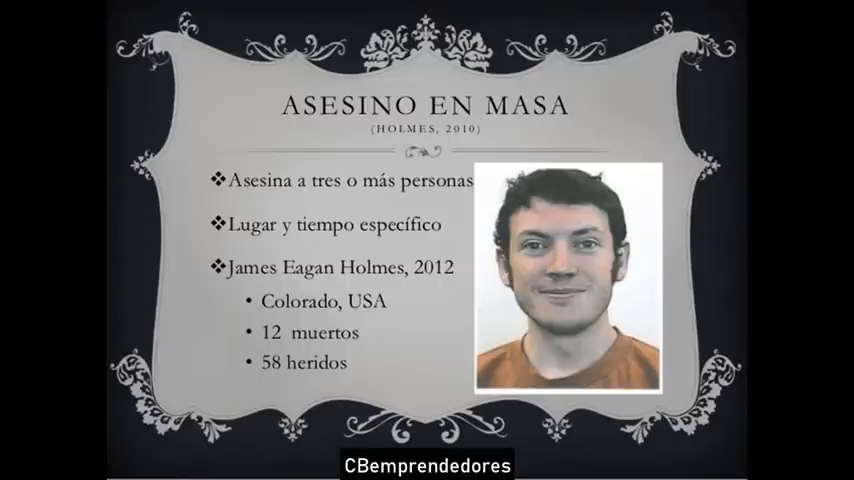 ASESINO EN MASA
(HOLMES, 2010)
❖Asesina a tres o más personas
❖Lugar y tiempo específico
❖James Eagan Holmes, 2012
• Colorado, USA
• 12 muertos
• 58 heridos
CBemprendedores